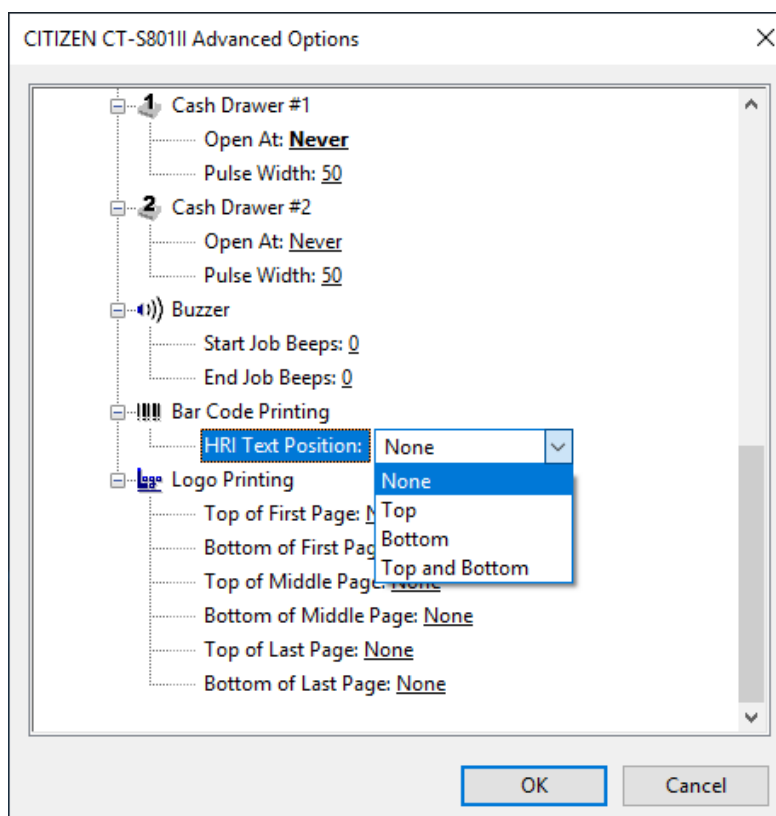 CITIZEN CT-S801II Advanced Options
1 Cash Drawer #1
Open At: Never
Pulse Width: 50
2 Cash Drawer #2
Open At: Never
Pulse Width: 50
Buzzer
Start Job Beeps: 0
End Job Beeps: 0
Bar Code Printing
HRI Text Position: None
None
Top
Bottom
Top and Bottom
Logo Printing
Top of First Page:
Bottom of First
Top of Middle Page: None
Bottom of Middle Page: None
Top of Last Page: None
Bottom of Last Page: None
OK Cancel